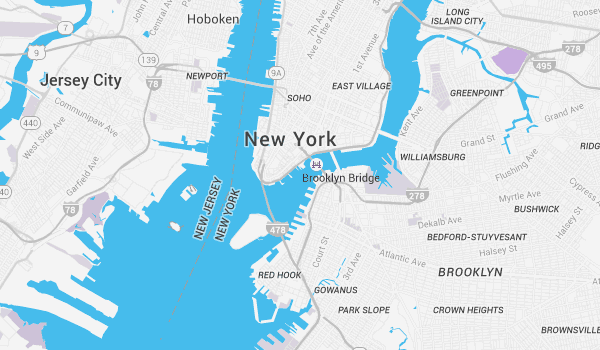 LONG
ISLAND CITY
Roosev
Hoboken
John F
Central Ave
7th Ave
Ave of the Americas
1st Avenue
3rd
7
9
278
495
139
78
9A
Jersey City
NEWPORT
EAST VILLAGE
GREENPOINT
SOHO
Communipaw Ave
440
West Side Ave
Garfield Ave
New York
Kent Ave
Grand Ave
Grand St
RIDG
WILLIAMSBURG
Flushing Ave
Brooklyn Bridge
Cypress
278
Myrtle Ave
BUSHWICK
Halsey St
440
78
NEW JERSEY
NEW YORK
478
Dekalb Ave
BEDFORD-STUYVESANT
Halsey St
Court St
3rd Ave
Atlantic Ave
RED HOOK
BROOKLYN
GOWANUS
PARK SLOPE
CROWN HEIGHTS
BROWNSVILLE